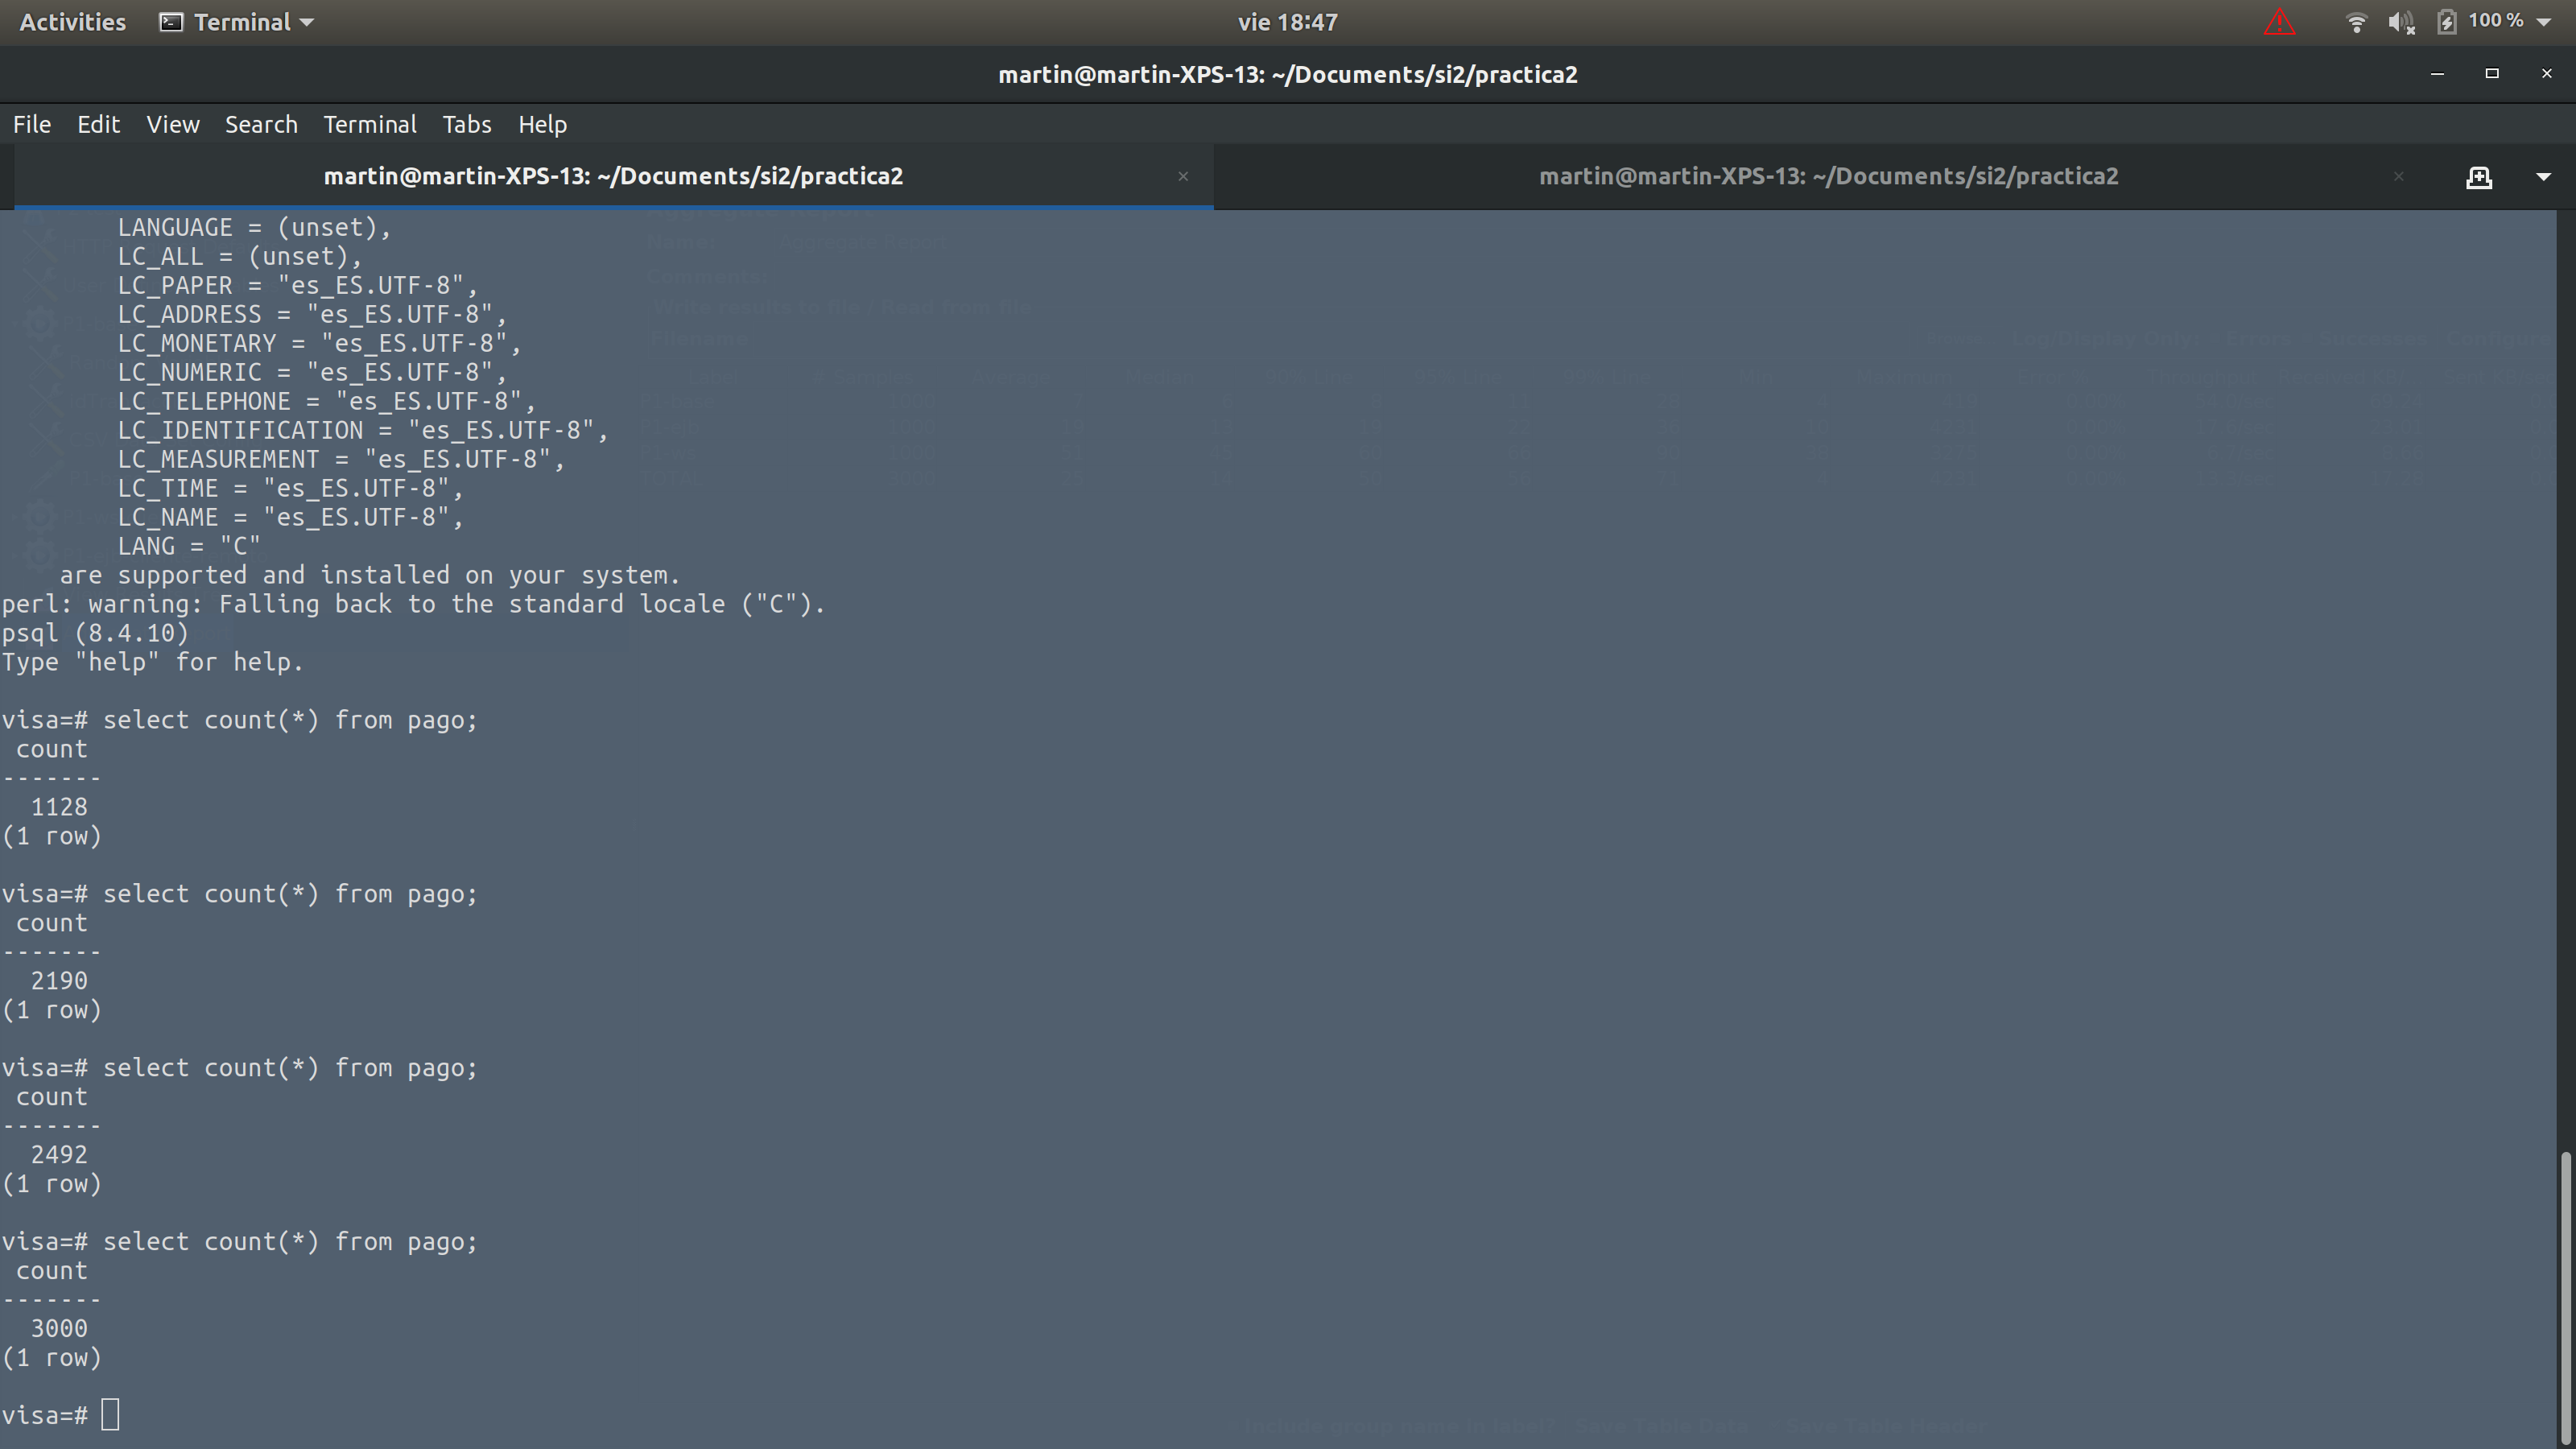 Activities Terminal vie 18:47 100 %
martin@martin-XPS-13: ~/Documents/si2/practica2
File Edit View Search Terminal Tabs Help
martin@martin-XPS-13: ~/Documents/si2/practica2 × martin@martin-XPS-13: ~/Documents/si2/practica2 ×
LANGUAGE = (unset),
LC_ALL = (unset),
LC_PAPER = "es_ES.UTF-8",
LC_ADDRESS = "es_ES.UTF-8",
LC_MONETARY = "es_ES.UTF-8",
LC_NUMERIC = "es_ES.UTF-8",
LC_TELEPHONE = "es_ES.UTF-8",
LC_IDENTIFICATION = "es_ES.UTF-8",
LC_MEASUREMENT = "es_ES.UTF-8",
LC_TIME = "es_ES.UTF-8",
LC_NAME = "es_ES.UTF-8",
LANG = "C"
are supported and installed on your system.
perl: warning: Falling back to the standard locale ("C").
psql (8.4.10)
Type "help" for help.
visa=# select count(*) from pago;
count
-------
1128
(1 row)
visa=# select count(*) from pago;
count
-------
2190
(1 row)
visa=# select count(*) from pago;
count
-------
2492
(1 row)
visa=# select count(*) from pago;
count
-------
3000
(1 row)
visa=#